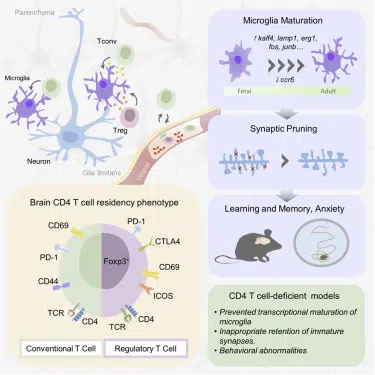 Parenchyma
Tconv
Microglia
Treg
Neuron
Glia limitans
Vessel
Microglia Maturation
↑kalf4, lamp1, erg1,
fos, junb...
↓ccr6
Fetal
Adult
Synaptic Pruning
Learning and Memory, Anxiety
Brain CD4 T cell residency phenotype
CD69
PD-1
CD44
TCR
CD4
Foxp3⁺
PD-1
CTLA4
CD69
ICOS
CD4
TCR
Conventional T Cell
Regulatory T Cell
CD4 T cell-deficient models
• Prevented transcriptional maturation of
microglia
• Inappropriate retention of immature
synapses.
• Behavioral abnormalities